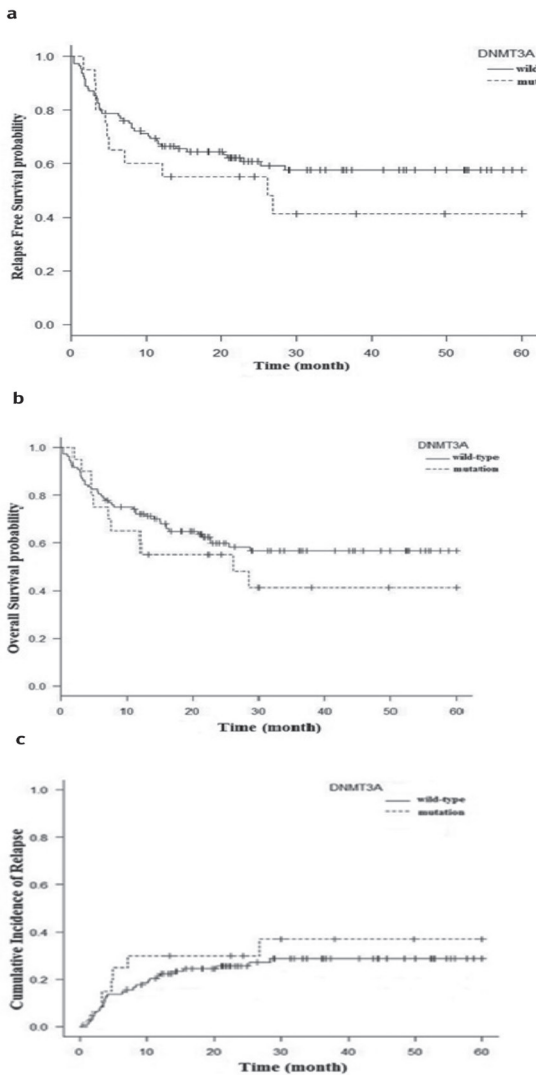 a
DNMT3A
wild
mut
1.0
0.8
0.6
0.4
0.2
0.0
Relapse Free Survival probability
0 10 20 30 40 50 60
Time (month)
b
DNMT3A
wild-type
mutation
1.0
0.8
0.6
0.4
0.2
0.0
Overall Survival probability
0 10 20 30 40 50 60
Time (month)
c
DNMT3A
wild-type
mutation
1.0
0.8
0.6
0.4
0.2
0.0
Cumulative Incidence of Relapse
0 10 20 30 40 50 60
Time (month)